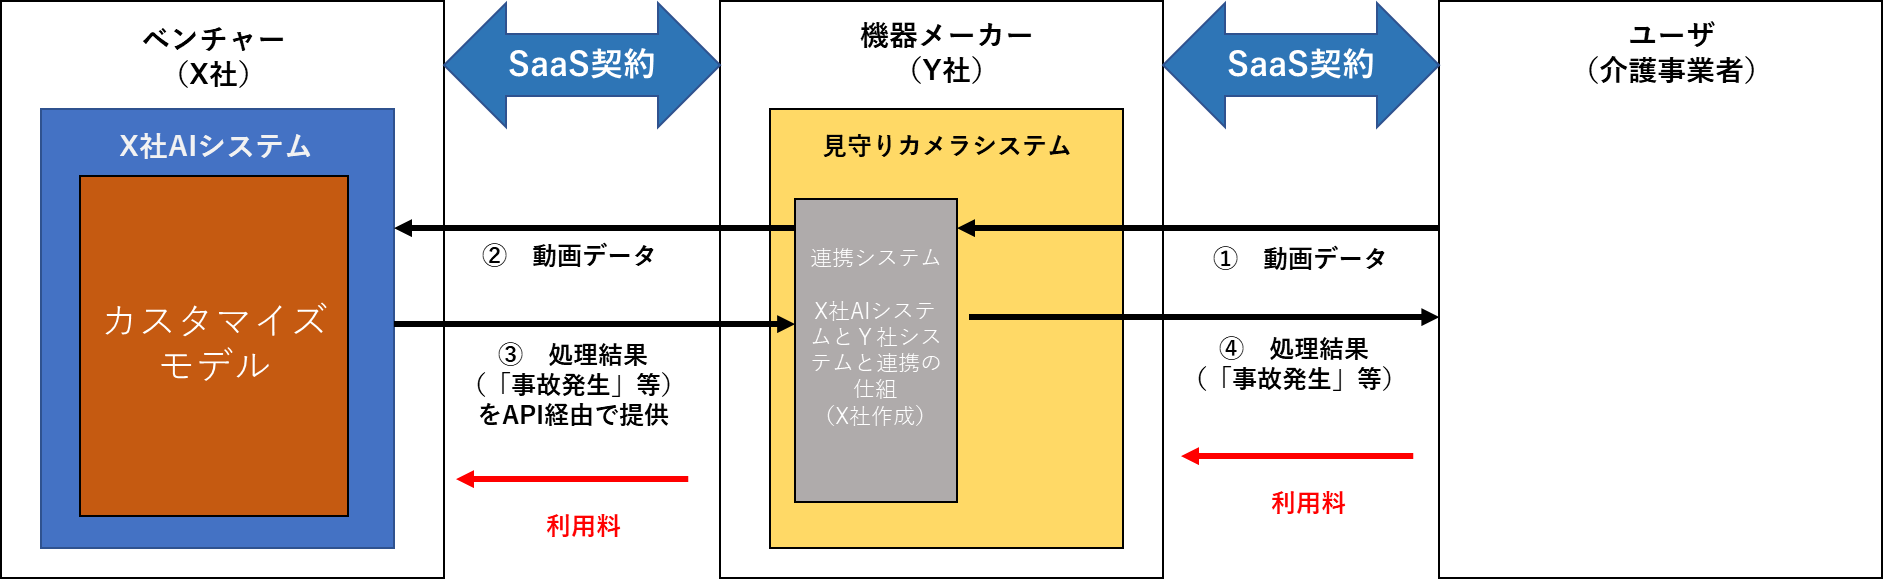 ベンチャー
（X社）
SaaS契約
機器メーカー
（Y社）
SaaS契約
ユーザ
（介護事業者）
X社AIシステム
カスタマイズ
モデル
② 動画データ
③ 処理結果
（「事故発生」等）
をAPI経由で提供
利用料
見守りカメラシステム
連携システム
X社AIシステ
ムとＹ社シス
テムと連携の
仕組
（X社作成）
① 動画データ
④ 処理結果
（「事故発生」等）
利用料